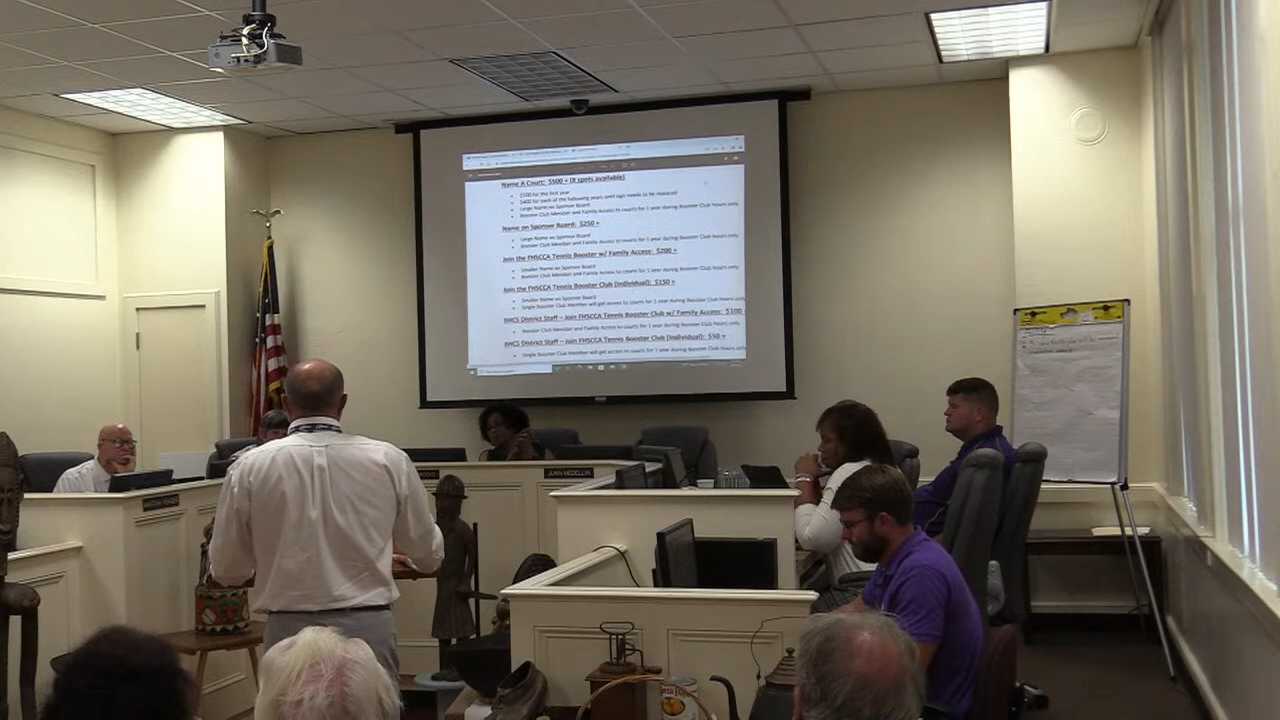 Name A Court: $500 + (if spots available)
$500 for the first year
$400 for each of the following years until sign needs to be replaced
Large Name on Sponsor Board
Booster Club Member and Family Access to courts for 1 year during Booster Club hours only
Name on Sponsor Board: $250 +
Large Name on Sponsor Board
Booster Club Member and Family Access to courts for 1 year during Booster Club hours only
Join the FHSCCA Tennis Booster w/ Family Access: $200 +
Smaller Name on Sponsor Board
Booster Club Member and Family Access to courts for 1 year during Booster Club hours only
Join the FHSCCA Tennis Booster Club (Individual): $150 +
Smaller Name on Sponsor Board
Single Booster Club Member will get access to courts for 1 year during Booster Club hours
BHCS District Staff – Join FHSCCA Tennis Booster Club w/ Family Access: $100
Booster Club Member and Family Access to courts for 1 year during Booster Club hours only
BHCS District Staff – Join FHSCCA Tennis Booster Club (Individual): $50 +
Single Booster Club Member will get access to courts for 1 year during Booster Club hours only
JUAN MEDELLIN